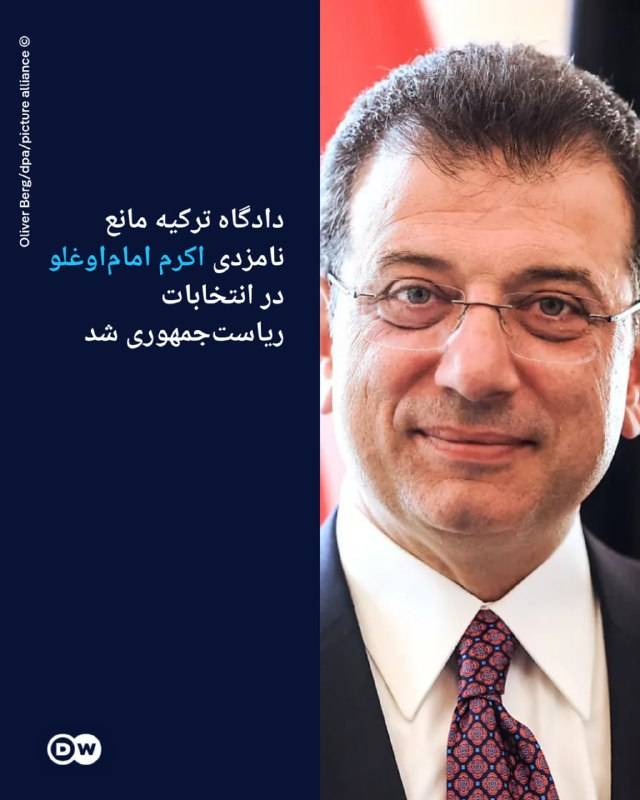 Oliver Berg/dpa/picture alliance ©
دادگاه ترکیه مانع
نامزدی اکرم امام‌اوغلو
در انتخابات
ریاست‌جمهوری شد
DW